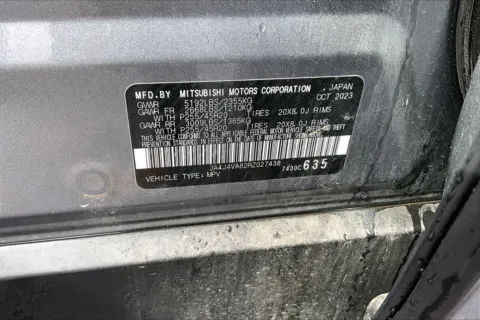 MFD.BY MITSUBISHI MOTORS CORPORATION, JAPAN
GVWR 5192LBS/2355KG OCT 2023
GAWR FR 2668LBS/1210KG
WITH P255/45R20 TIRES 20X8.0J RIMS
GAWR RR 3009LBS/1365KG
WITH P255/45R20 TIRES 20X8.0J RIMS
THIS VEHICLE CONFORMS TO ALL APPLICABLE
FEDERAL MOTOR VEHICLE SAFETY AND THEFT
PREVENTION STANDARDS IN EFFECT ON THE
DATE OF MANUFACTURE SHOWN ABOVE.
JA4J4VA82RZ027438 7430C 635
VEHICLE TYPE: MPV